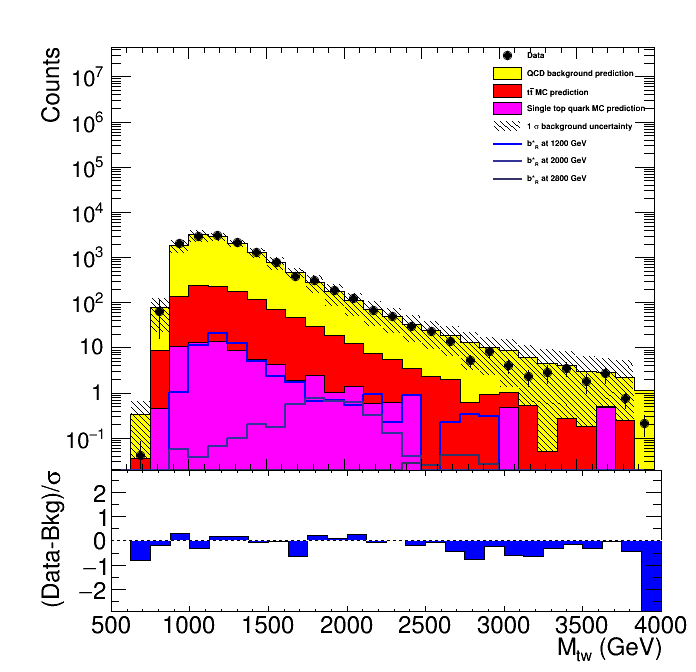 Counts
10⁷
10⁶
10⁵
10⁴
10³
10²
10
1
10⁻¹
Data
QCD background prediction
tt̄ MC prediction
Single top quark MC prediction
1 σ background uncertainty
b*R at 1200 GeV
b*R at 2000 GeV
b*R at 2800 GeV
(Data-Bkg)/σ
2
1
0
−1
−2
500 1000 1500 2000 2500 3000 3500 4000
Mtw (GeV)